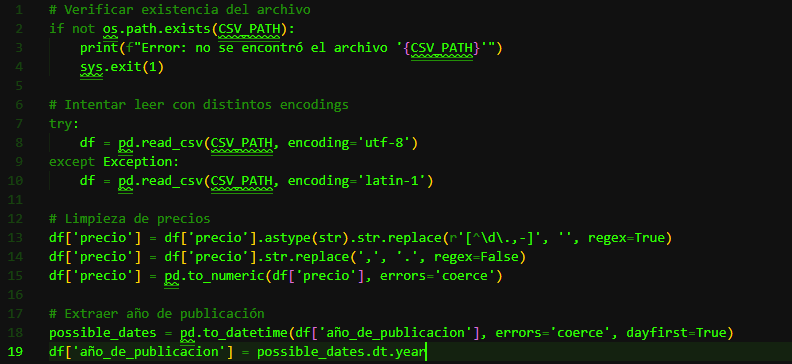 1 # Verificar existencia del archivo
2 if not os.path.exists(CSV_PATH):
3     print(f"Error: no se encontró el archivo '{CSV_PATH}'")
4     sys.exit(1)
5
6 # Intentar leer con distintos encodings
7 try:
8     df = pd.read_csv(CSV_PATH, encoding='utf-8')
9 except Exception:
10     df = pd.read_csv(CSV_PATH, encoding='latin-1')
11
12 # Limpieza de precios
13 df['precio'] = df['precio'].astype(str).str.replace(r'[^\d\.,-]', '', regex=True)
14 df['precio'] = df['precio'].str.replace(',', '.', regex=False)
15 df['precio'] = pd.to_numeric(df['precio'], errors='coerce')
16
17 # Extraer año de publicación
18 possible_dates = pd.to_datetime(df['año_de_publicacion'], errors='coerce', dayfirst=True)
19 df['año_de_publicacion'] = possible_dates.dt.year